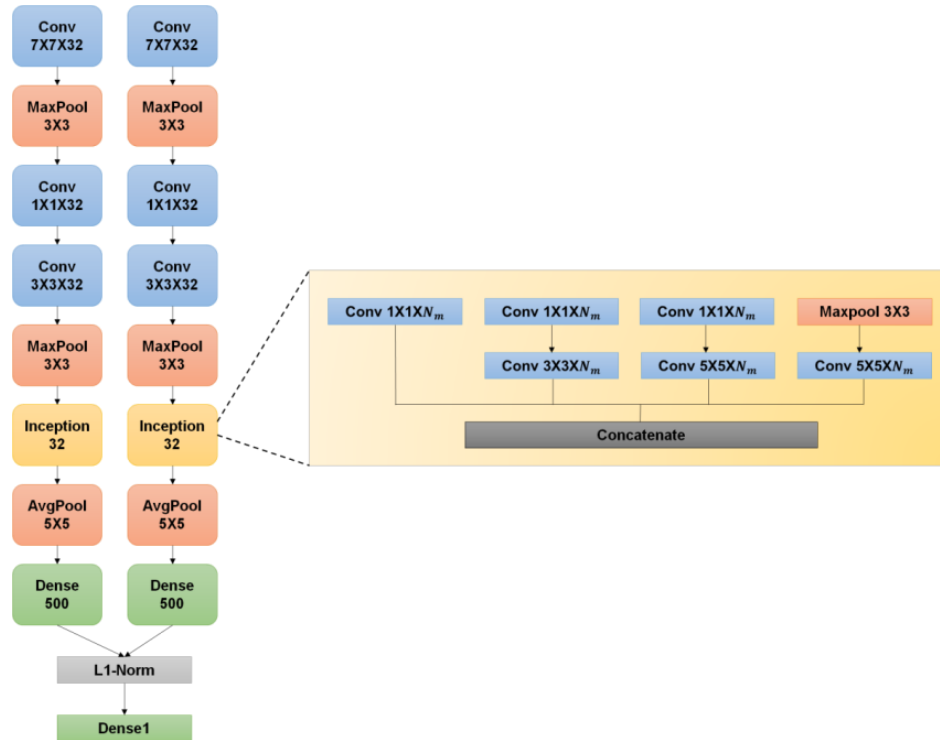 Conv
7X7X32
Conv
7X7X32
MaxPool
3X3
MaxPool
3X3
Conv
1X1X32
Conv
1X1X32
Conv
3X3X32
Conv
3X3X32
MaxPool
3X3
MaxPool
3X3
Inception
32
Inception
32
AvgPool
5X5
AvgPool
5X5
Dense
500
Dense
500
L1-Norm
Dense1
Conv 1X1XNₘ
Conv 1X1XNₘ
Conv 1X1XNₘ
Maxpool 3X3
Conv 3X3XNₘ
Conv 5X5XNₘ
Conv 5X5XNₘ
Concatenate